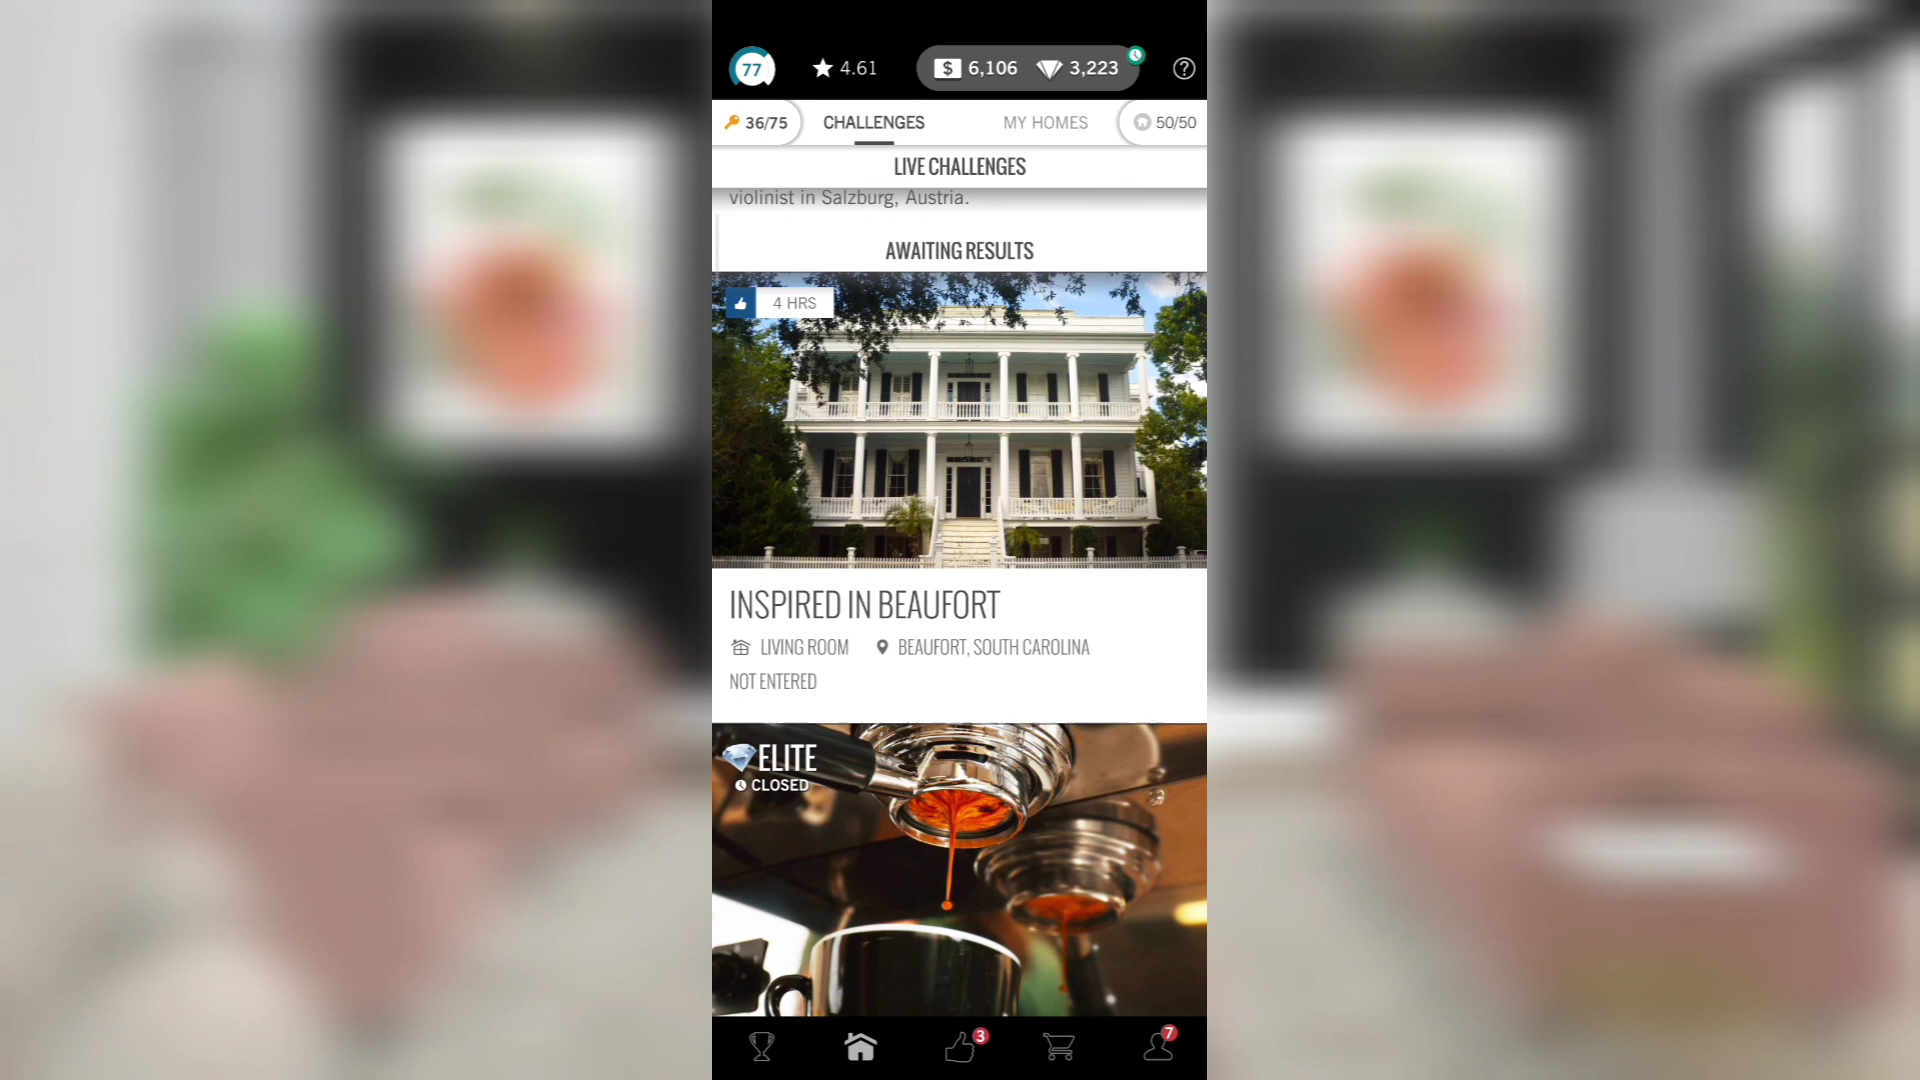 77
4.61
$ 6,106
3,223
?
36/75
CHALLENGES
MY HOMES
50/50
LIVE CHALLENGES
violinist in Salzburg, Austria.
AWAITING RESULTS
4 HRS
INSPIRED IN BEAUFORT
LIVING ROOM
BEAUFORT, SOUTH CAROLINA
NOT ENTERED
ELITE
CLOSED
3
7